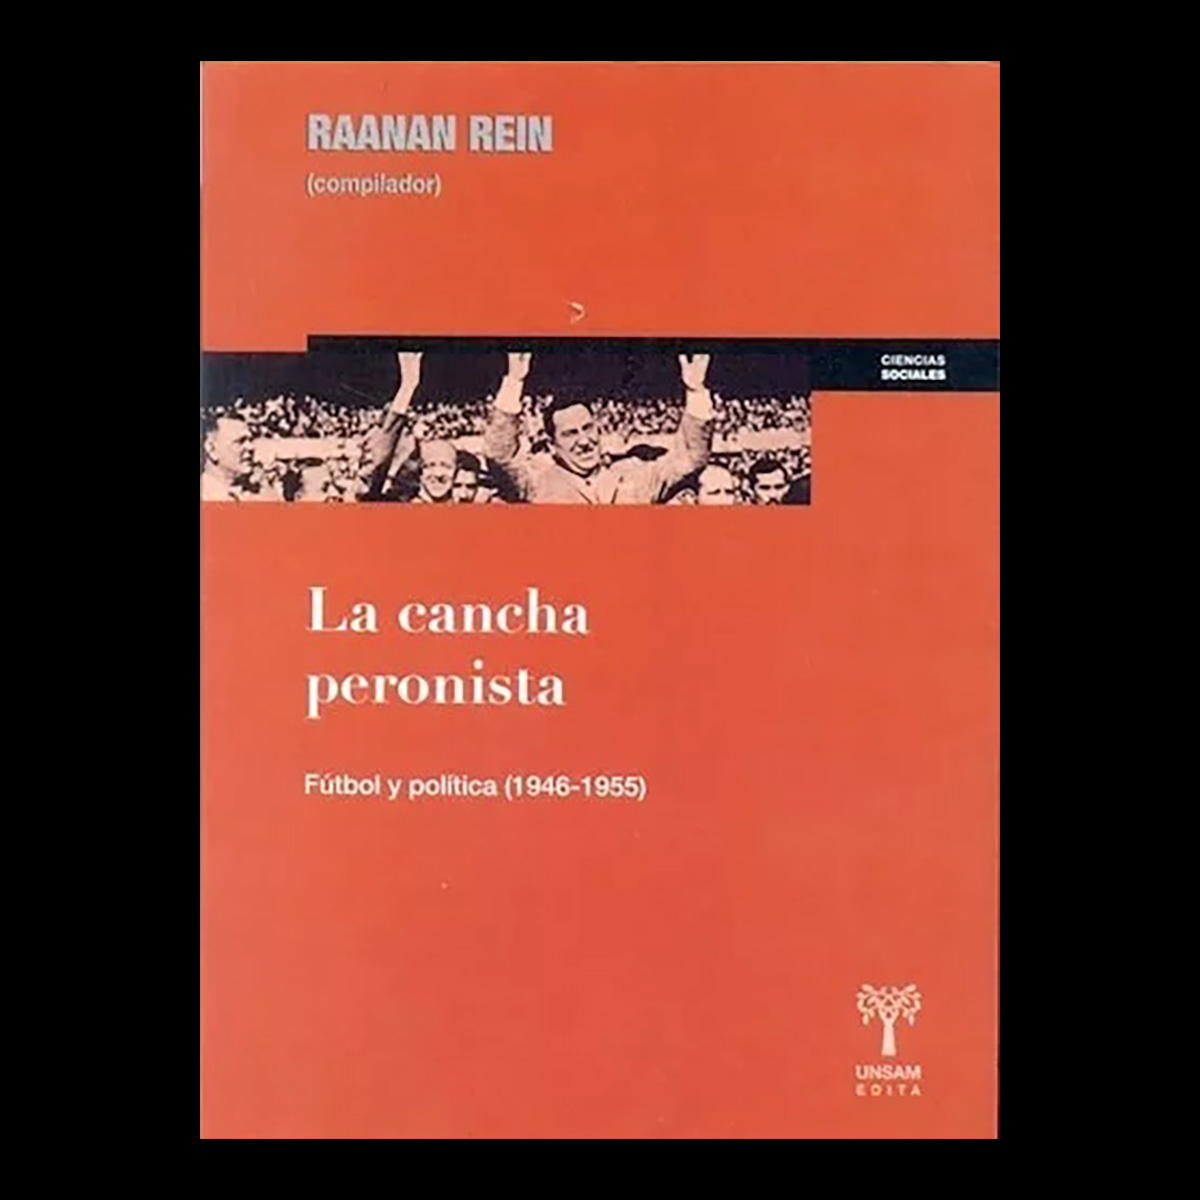 RAANAN REIN
(compilador)
CIENCIAS
SOCIALES
La cancha
peronista
Fútbol y política (1946-1955)
UNSAM
EDITA